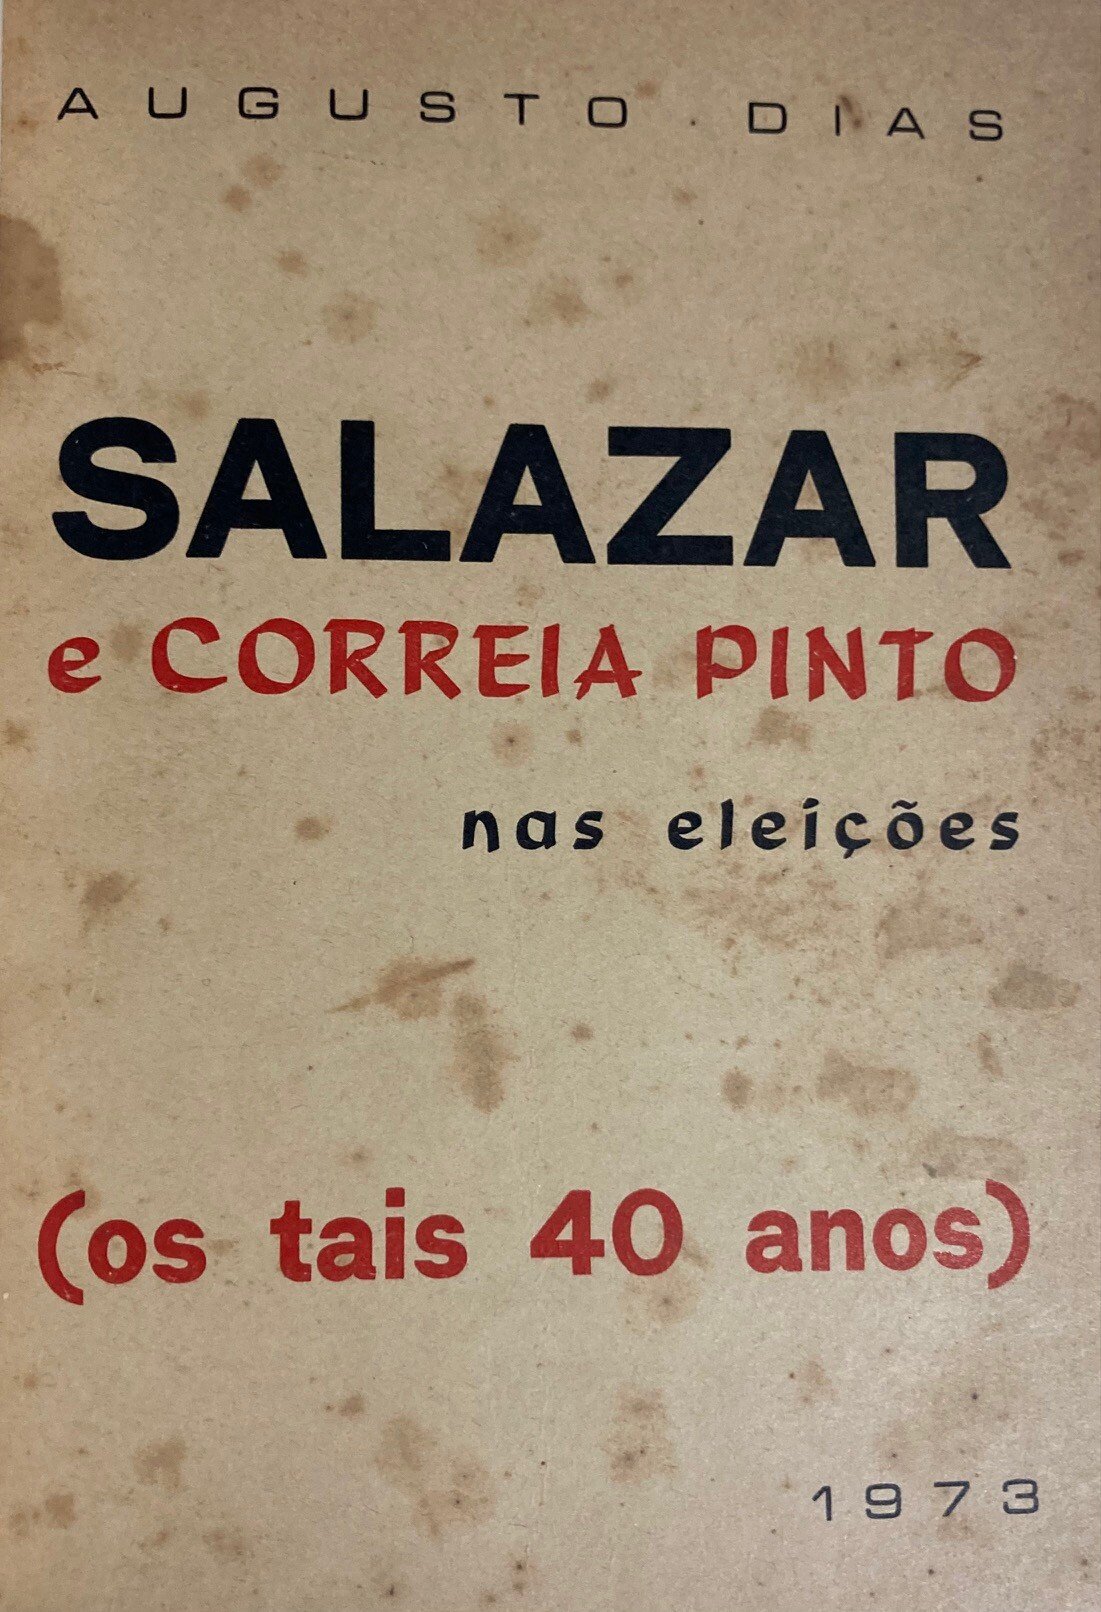 AUGUSTO DIAS
SALAZAR
e CORREIA PINTO
nas eleições
(os tais 40 anos)
1973